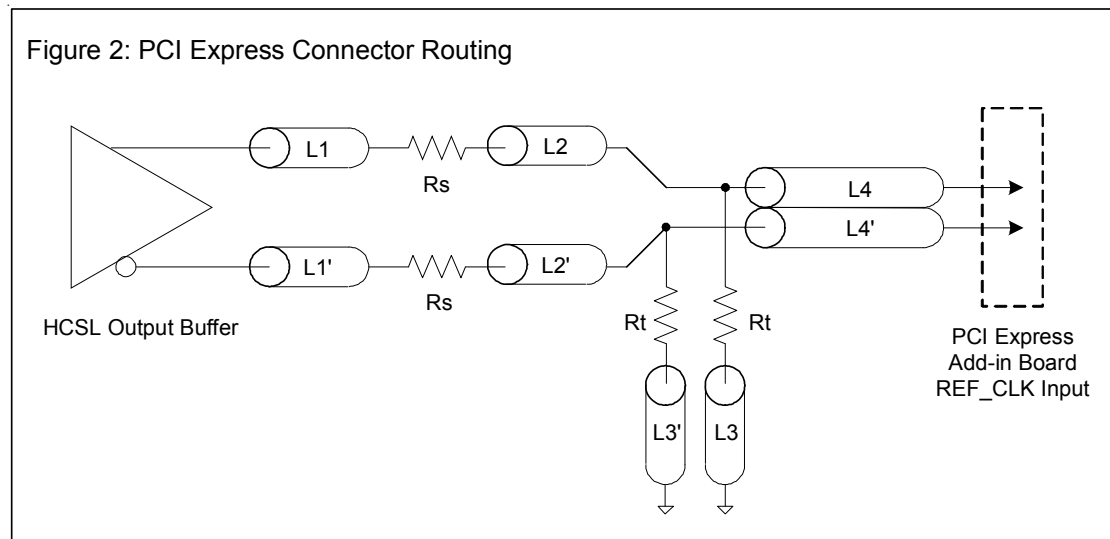 Figure 2: PCI Express Connector Routing
L1
Rs
L2
L4
L4'
L1'
Rs
L2'
HCSL Output Buffer
Rt
Rt
L3'
L3
PCI Express
Add-in Board
REF_CLK Input